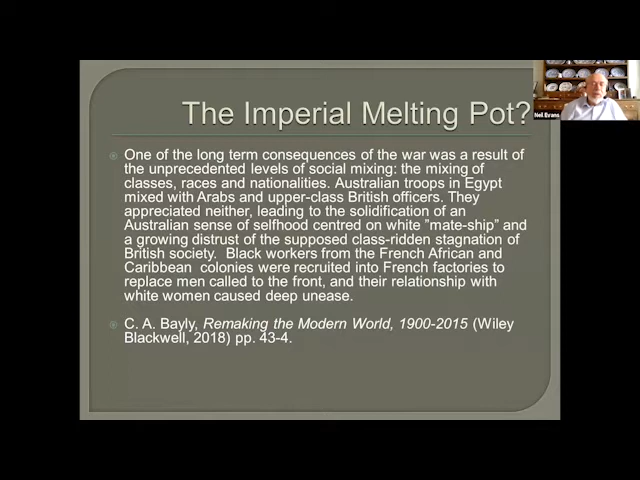 The Imperial Melting Pot?
One of the long term consequences of the war was a result of
the unprecedented levels of social mixing: the mixing of
classes, races and nationalities. Australian troops in Egypt
mixed with Arabs and upper-class British officers. They
appreciated neither, leading to the solidification of an
Australian sense of selfhood centred on white ”mate-ship” and
a growing distrust of the supposed class-ridden stagnation of
British society.  Black workers from the French African and
Caribbean  colonies were recruited into French factories to
replace men called to the front, and their relationship with
white women caused deep unease.
C. A. Bayly, Remaking the Modern World, 1900-2015 (Wiley
Blackwell, 2018) pp. 43-4.
Neil Evans